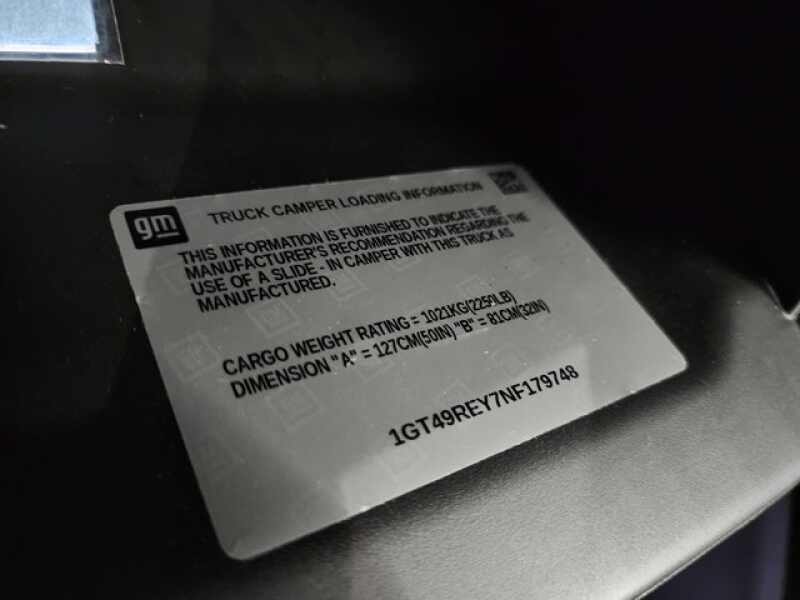 gm
TRUCK CAMPER LOADING INFORMATION
THIS INFORMATION IS FURNISHED TO INDICATE THE
MANUFACTURER'S RECOMMENDATION REGARDING THE
USE OF A SLIDE - IN CAMPER WITH THIS TRUCK AS
MANUFACTURED.
CARGO WEIGHT RATING = 1021KG(2250LB)
DIMENSION "A" = 127CM(50IN) "B" = 81CM(32IN)
1GT49REY7NF179748